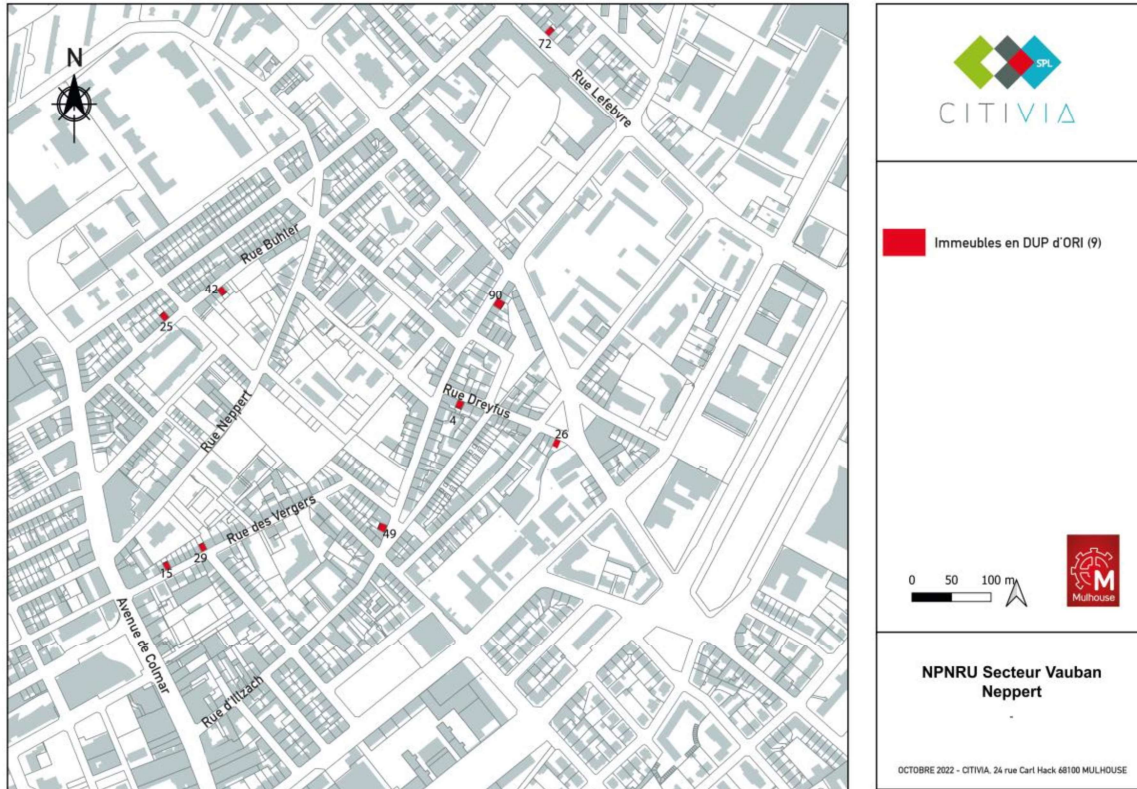 N
72
Rue Lefebvre
Rue Buhler
42
25
90
Rue Dreyfus
4
26
Rue Neppert
Rue des Vergers
49
29
15
Avenue de Colmar
Rue d'Illzach
SPL
CITIVIA
Immeubles en DUP d'ORI (9)
0 50 100 m
M
Mulhouse
NPNRU Secteur Vauban
Neppert
-
OCTOBRE 2022 - CITIVIA, 24 rue Carl Hack 68100 MULHOUSE